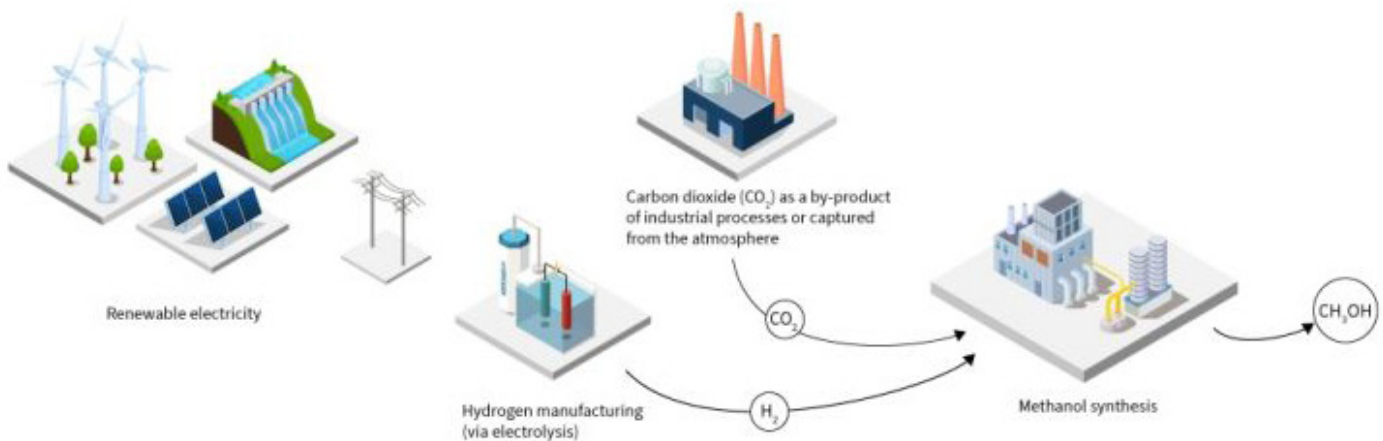 Renewable electricity
Carbon dioxide (CO₂) as a by-product
of industrial processes or captured
from the atmosphere
Hydrogen manufacturing
(via electrolysis)
CO₂
H₂
Methanol synthesis
CH₃OH